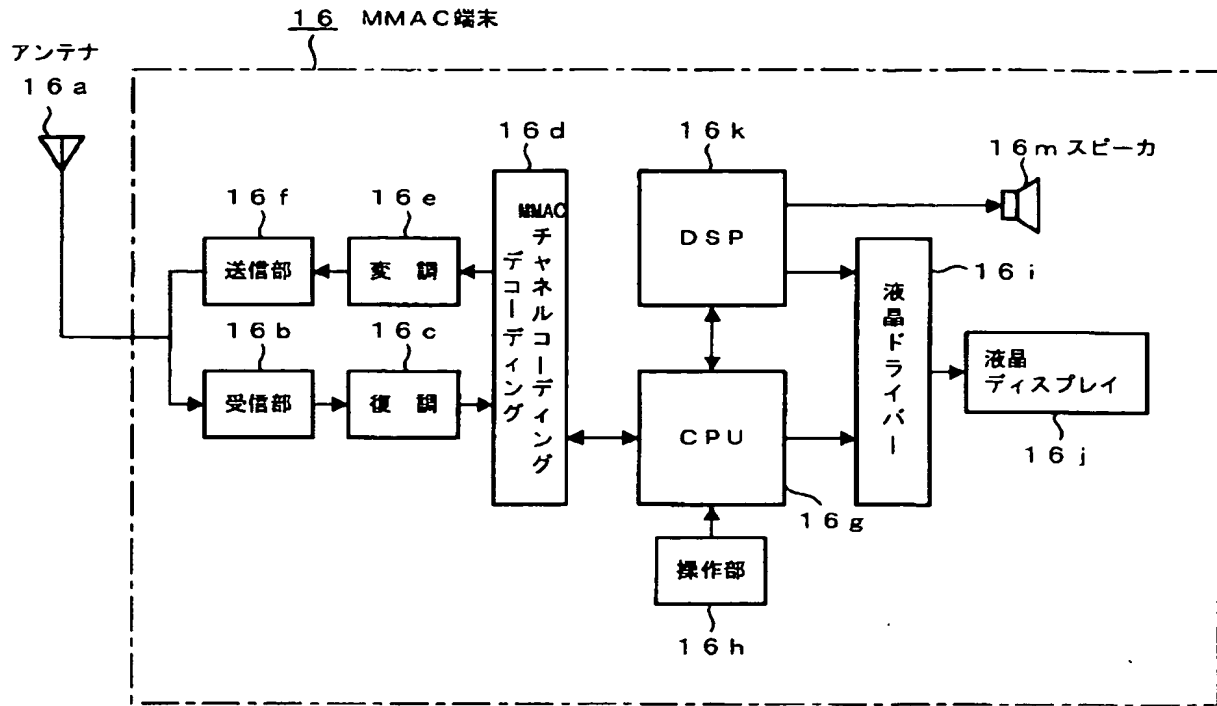 １６ ＭＭＡＣ端末
アンテナ
１６ａ
１６ｄ
１６ｋ
１６ｍ スピーカ
１６ｆ
１６ｅ
MMAC
チャネルコーディング
デコーディング
ＤＳＰ
送信部
変調
１６ｉ
液晶ドライバー
１６ｂ
１６ｃ
液晶
ディスプレイ
受信部
復調
ＣＰＵ
１６ｊ
１６ｇ
操作部
１６ｈ